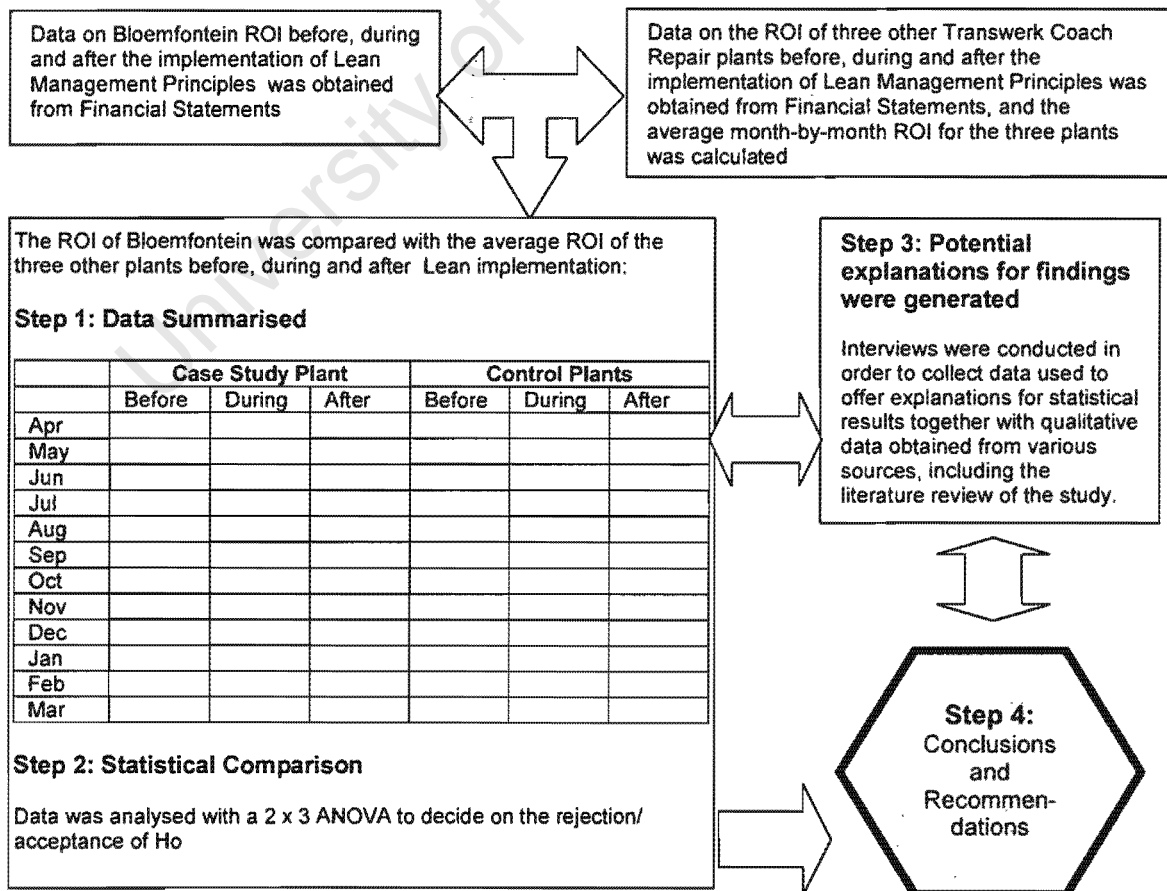 Data on Bloemfontein ROI before, during
and after the implementation of Lean
Management Principles was obtained
from Financial Statements
Data on the ROI of three other Transwerk Coach
Repair plants before, during and after the
implementation of Lean Management Principles was
obtained from Financial Statements, and the
average month-by-month ROI for the three plants
was calculated
University of
The ROI of Bloemfontein was compared with the average ROI of the
three other plants before, during and after Lean implementation:
Step 1: Data Summarised
Case Study Plant Control Plants
Before During After Before During After
Apr
May
Jun
Jul
Aug
Sep
Oct
Nov
Dec
Jan
Feb
Mar
Step 2: Statistical Comparison
Data was analysed with a 2 x 3 ANOVA to decide on the rejection/
acceptance of Ho
Step 3: Potential
explanations for findings
were generated
Interviews were conducted in
order to collect data used to
offer explanations for statistical
results together with qualitative
data obtained from various
sources, including the
literature review of the study.
Step 4:
Conclusions
and
Recommen-
dations